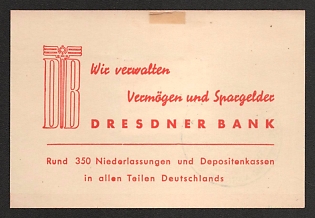 DB
Wir verwalten
Vermögen und Spargelder
DRESDNER BANK
Rund 350 Niederlassungen und Depositenkassen
in allen Teilen Deutschlands